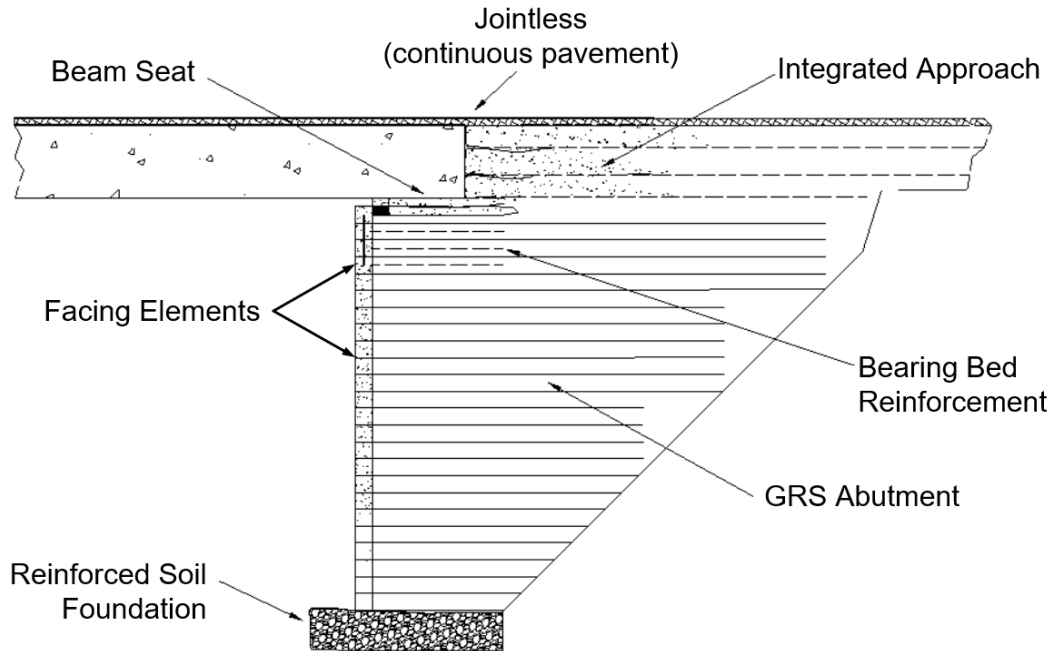 Jointless
(continuous pavement)
Beam Seat
Integrated Approach
Facing Elements
Bearing Bed
Reinforcement
GRS Abutment
Reinforced Soil
Foundation